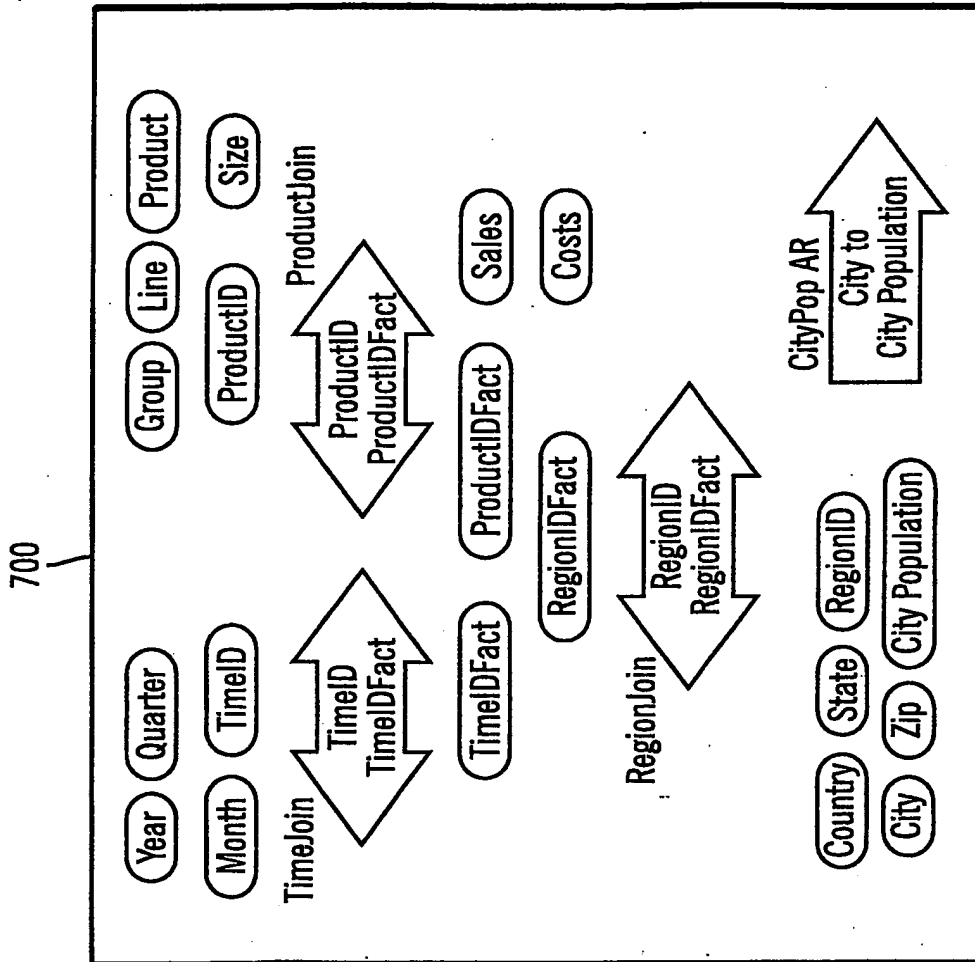 700
Year
Quarter
Month
TimeID
Group
Line
Product
ProductID
Size
TimeJoin
TimeID
TimeIDFact
ProductJoin
ProductID
ProductIDFact
TimeIDFact
ProductIDFact
Sales
RegionIDFact
Costs
RegionJoin
RegionID
RegionIDFact
Country
State
RegionID
City
Zip
City Population
CityPop AR
City to
City Population